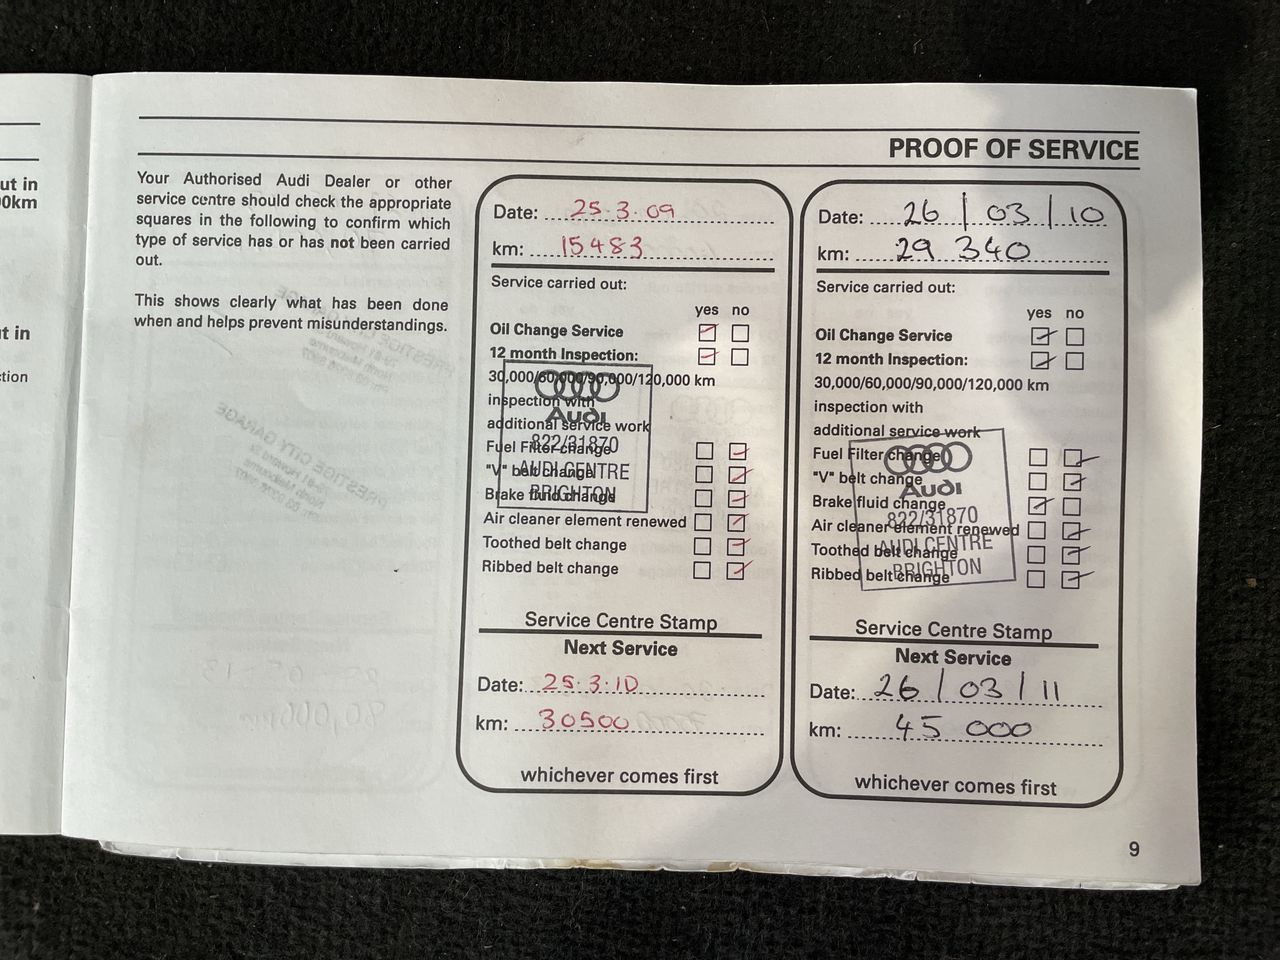 ut in
00km
t in
ction
PROOF OF SERVICE
Your Authorised Audi Dealer or other
service centre should check the appropriate
squares in the following to confirm which
type of service has or has not been carried
out.
This shows clearly what has been done
when and helps prevent misunderstandings.
Date: 25.3.09
km: 15483
Service carried out:
yes no
Oil Change Service
12 month Inspection:
30,000/60,000/90,000/120,000 km
inspection with
additional service work
Fuel Filter change
"V" belt change
Brake fluid change
Air cleaner element renewed
Toothed belt change
Ribbed belt change
Audi
822/31870
AUDI CENTRE
BRIGHTON
Service Centre Stamp
Next Service
Date: 25.3.10
km: 30500
whichever comes first
Date: 26/03/10
km: 29 340
Service carried out:
yes no
Oil Change Service
12 month Inspection:
30,000/60,000/90,000/120,000 km
inspection with
additional service work
Fuel Filter change
"V" belt change
Brake fluid change
Air cleaner element renewed
Toothed belt change
Ribbed belt change
Audi
822/31870
AUDI CENTRE
BRIGHTON
Service Centre Stamp
Next Service
Date: 26/03/11
km: 45 000
whichever comes first
9